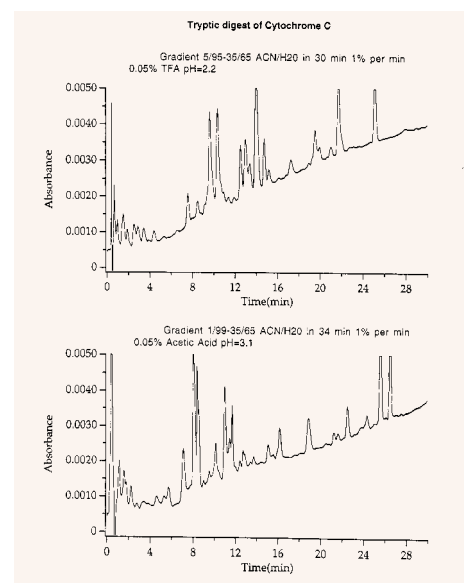 Tryptic digest of Cytochrome C
Gradient 5/95-35/65 ACN/H20 in 30 min 1% per min
0.05% TFA pH=2.2
0.0050
0.0040
0.0030
0.0020
0.0010
0
Absorbance
0 4 8 12 16 20 24 28
Time(min)
Gradient 1/99-35/65 ACN/H20 in 34 min 1% per min
0.05% Acetic Acid pH=3.1
0.0050
0.0040
0.0030
0.0020
0.0010
0
Absorbance
0 4 8 12 16 20 24 28
Time(min)